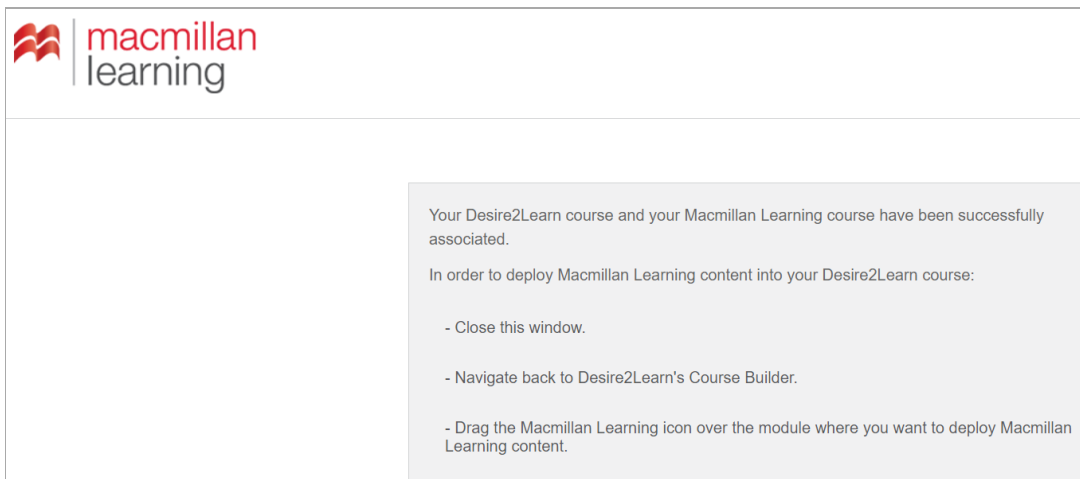 macmillan
learning
Your Desire2Learn course and your Macmillan Learning course have been successfully
associated.
In order to deploy Macmillan Learning content into your Desire2Learn course:
- Close this window.
- Navigate back to Desire2Learn's Course Builder.
- Drag the Macmillan Learning icon over the module where you want to deploy Macmillan
Learning content.